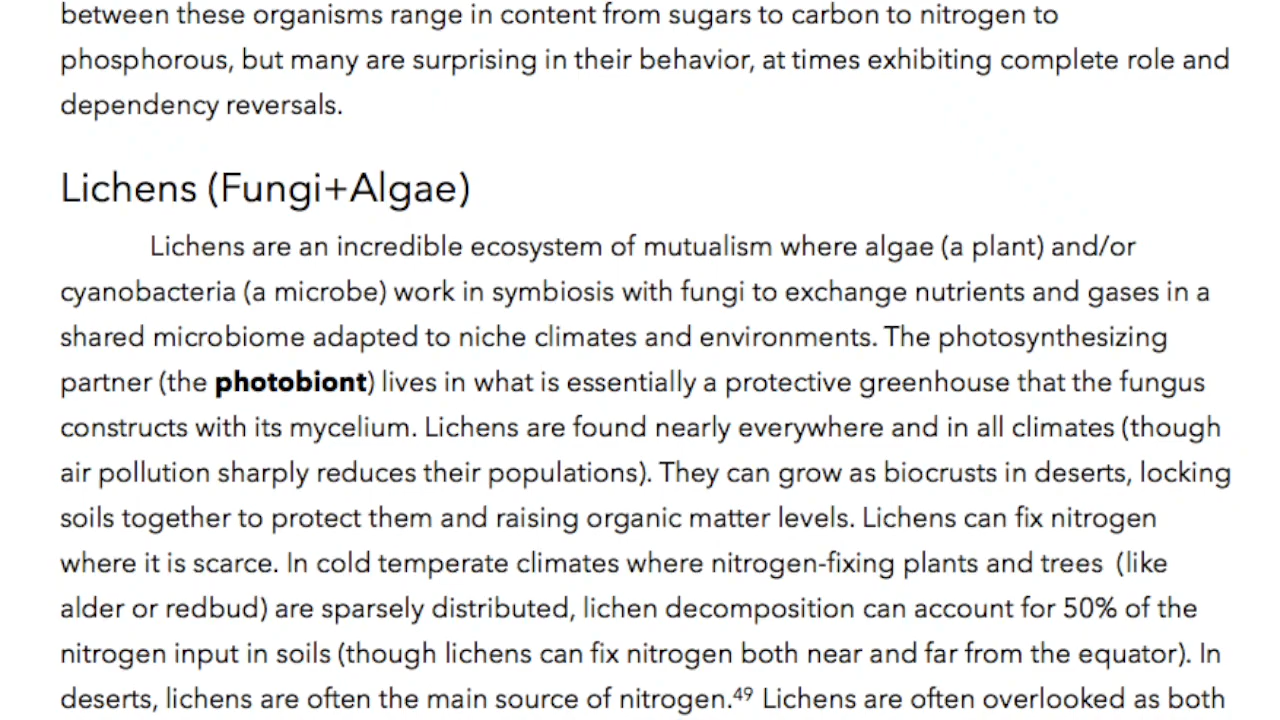 between these organisms range in content from sugars to carbon to nitrogen to
phosphorous, but many are surprising in their behavior, at times exhibiting complete role and
dependency reversals.
Lichens (Fungi+Algae)
Lichens are an incredible ecosystem of mutualism where algae (a plant) and/or
cyanobacteria (a microbe) work in symbiosis with fungi to exchange nutrients and gases in a
shared microbiome adapted to niche climates and environments. The photosynthesizing
partner (the photobiont) lives in what is essentially a protective greenhouse that the fungus
constructs with its mycelium. Lichens are found nearly everywhere and in all climates (though
air pollution sharply reduces their populations). They can grow as biocrusts in deserts, locking
soils together to protect them and raising organic matter levels. Lichens can fix nitrogen
where it is scarce. In cold temperate climates where nitrogen-fixing plants and trees  (like
alder or redbud) are sparsely distributed, lichen decomposition can account for 50% of the
nitrogen input in soils (though lichens can fix nitrogen both near and far from the equator). In
deserts, lichens are often the main source of nitrogen.⁴⁹ Lichens are often overlooked as both